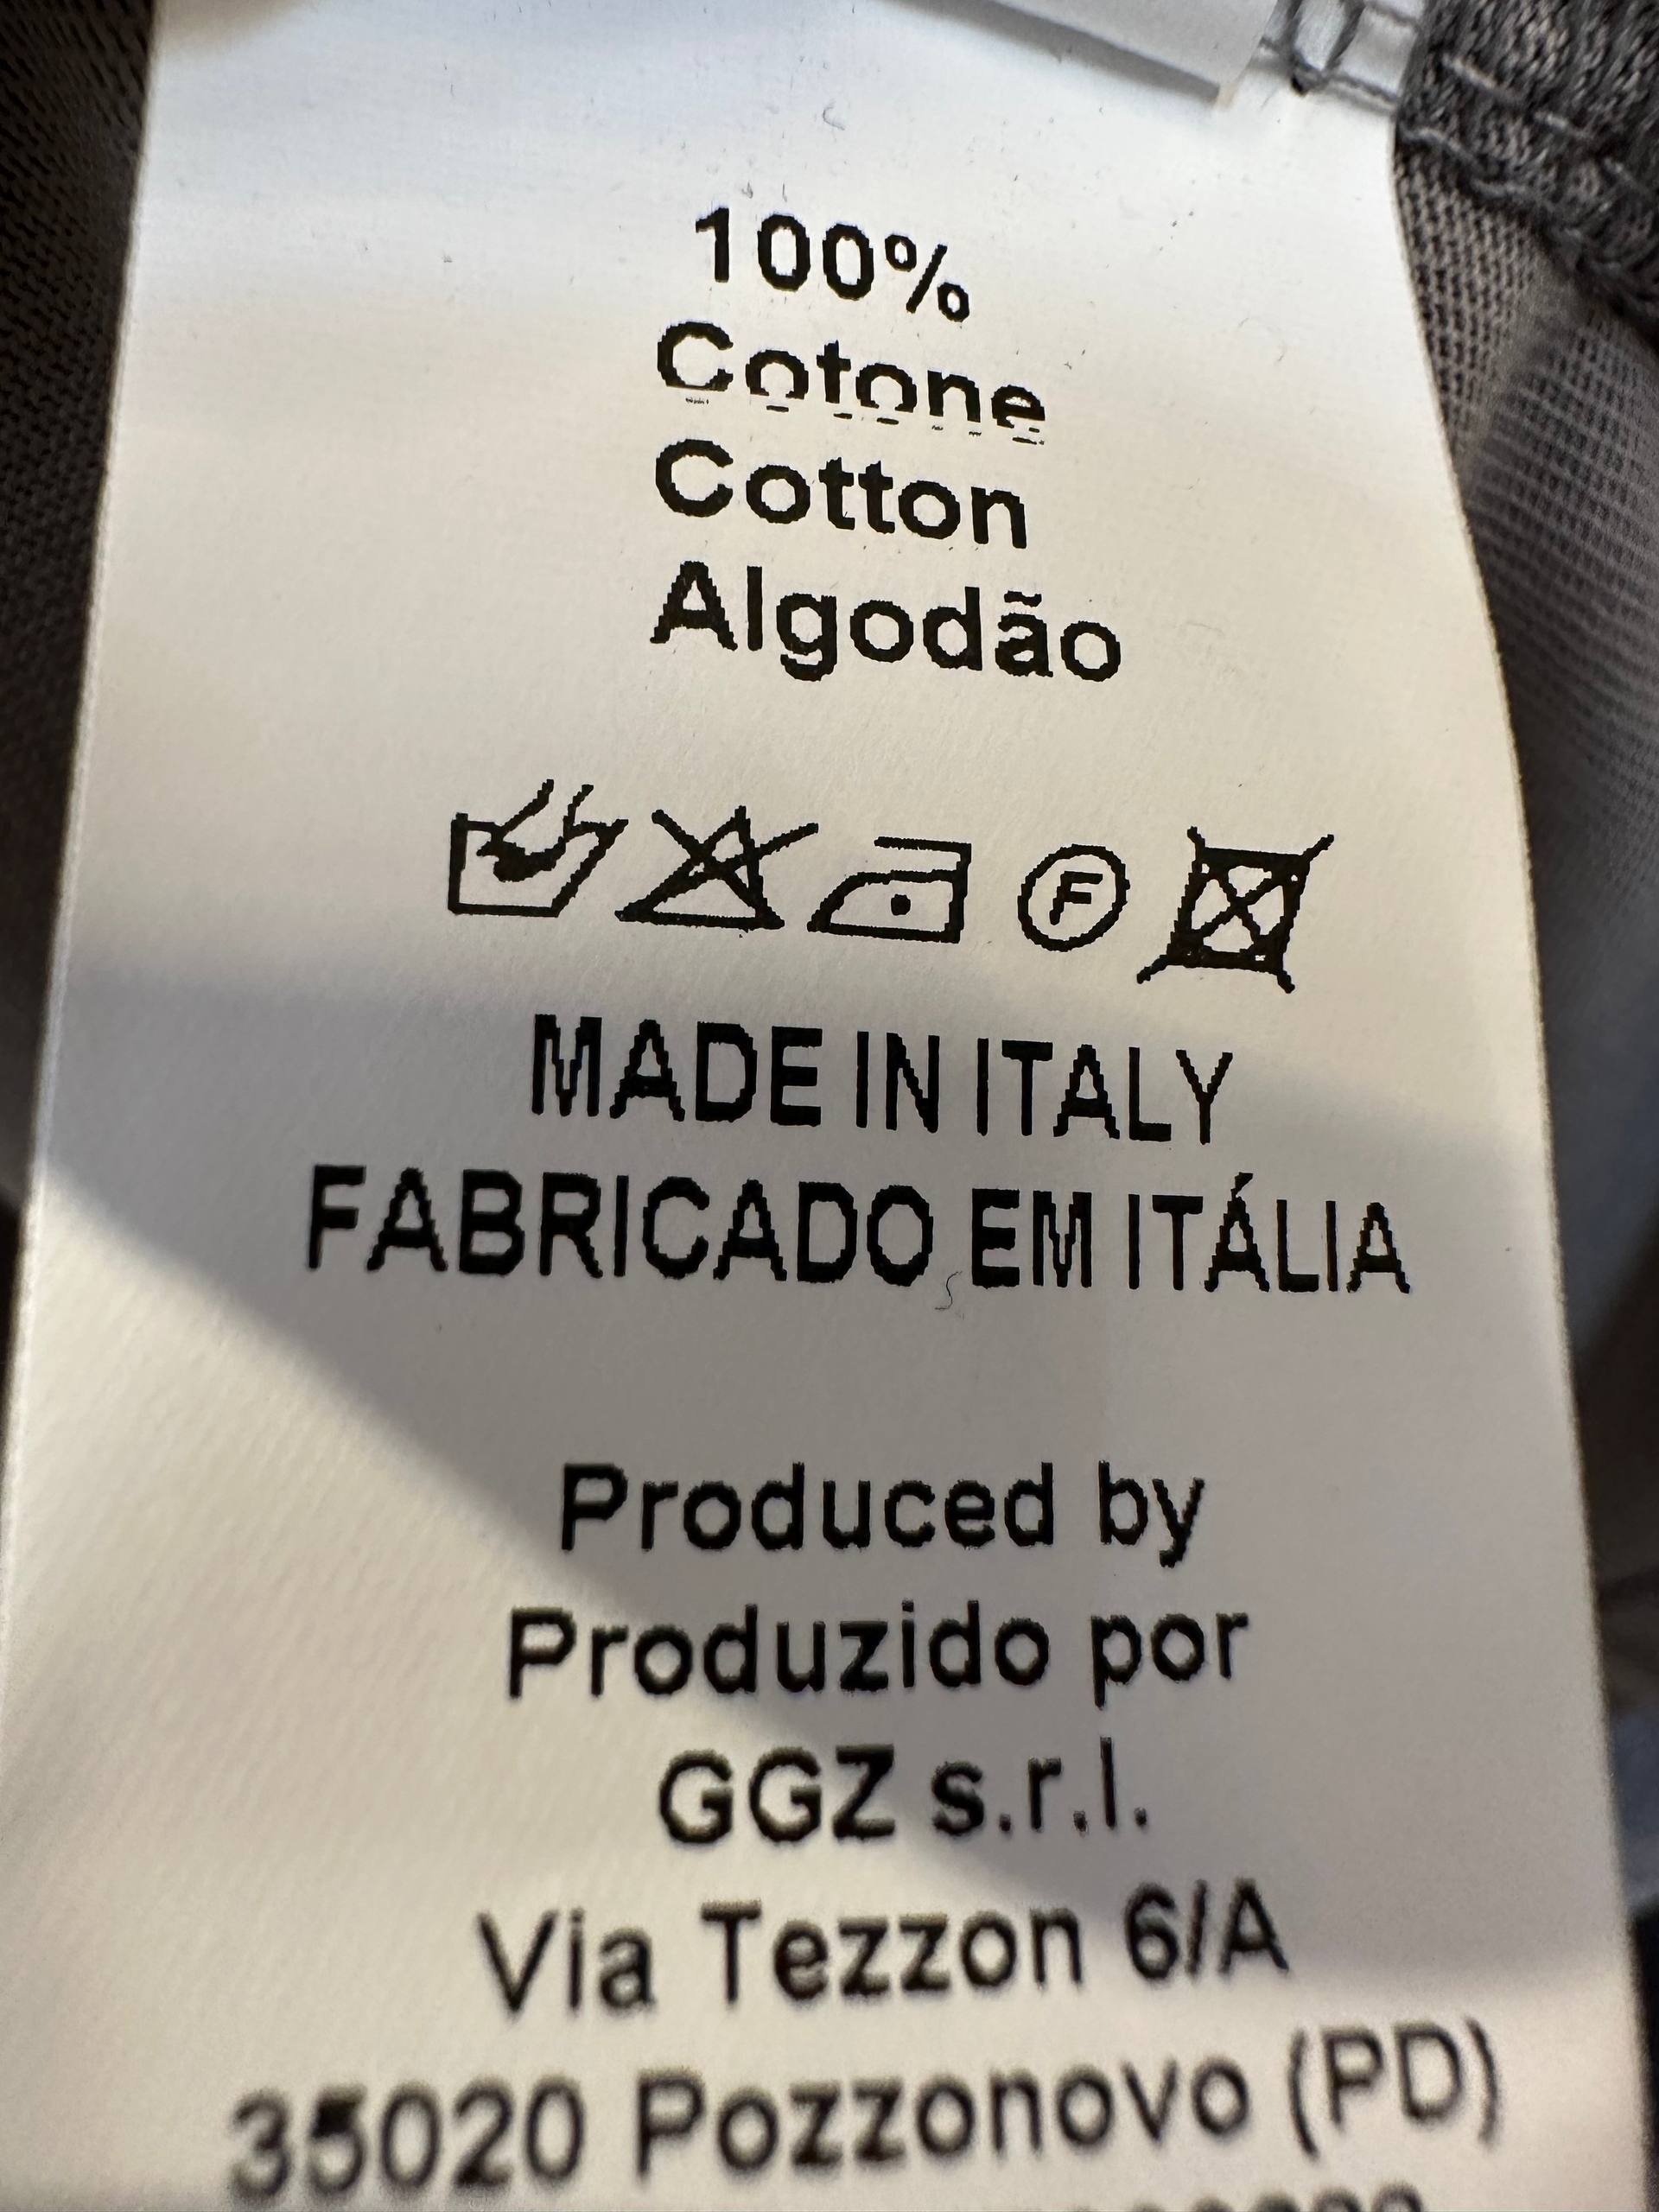 100%
Cotone
Cotton
Algodão
F
MADE IN ITALY
FABRICADO EM ITÁLIA
Produced by
Produzido por
GGZ s.r.l.
Via Tezzon 6/A
35020 Pozzonovo (PD)